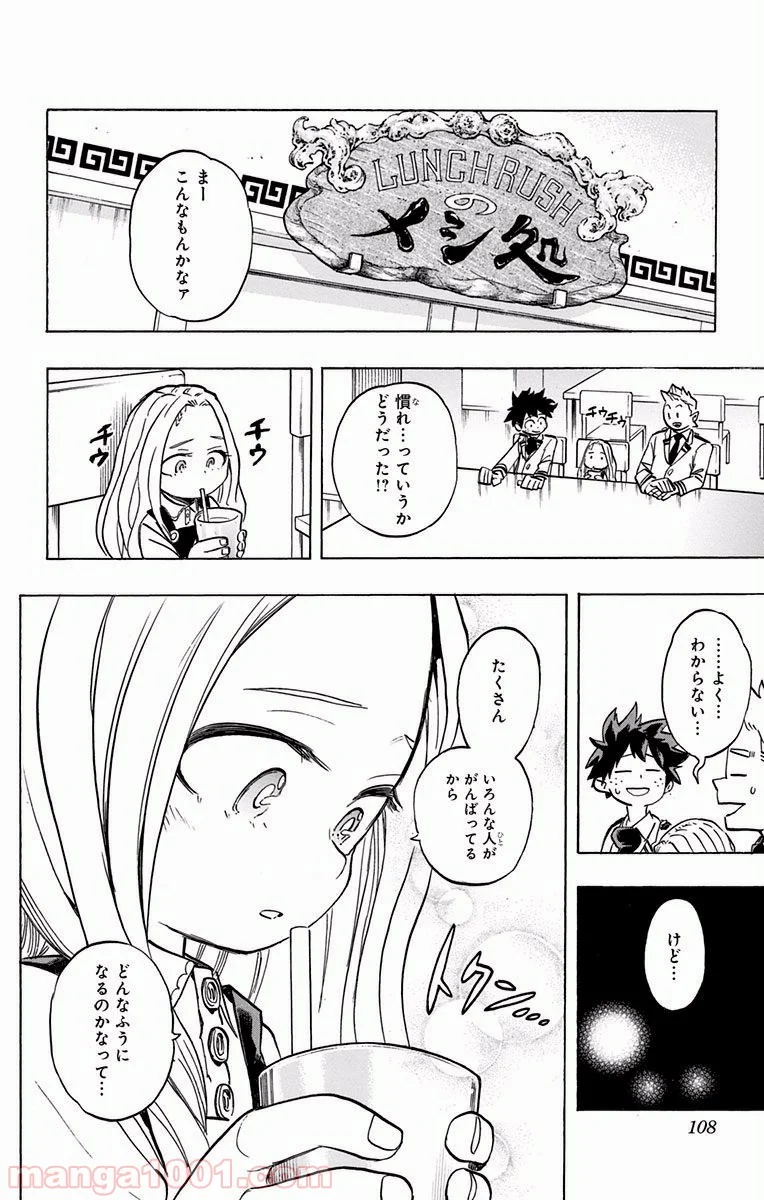 LUNCHRUSH
の
メシ処
まー
こんなもんかなァ
チウ
チウ
慣れ…っていうか
どうだった!?
チウ
チウ
……よく…
わからない…
けど…
たくさん
いろんな人が
がんばってる
から
トクン…
どんなふうに
なるのかなって…
108
manga1001.com